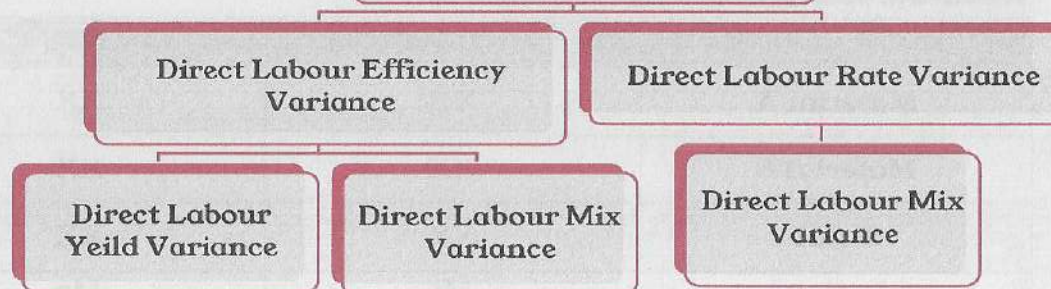 Direct Labour Efficiency
Variance
Direct Labour Rate Variance
Direct Labour
Yeild Variance
Direct Labour Mix
Variance
Direct Labour Mix
Variance